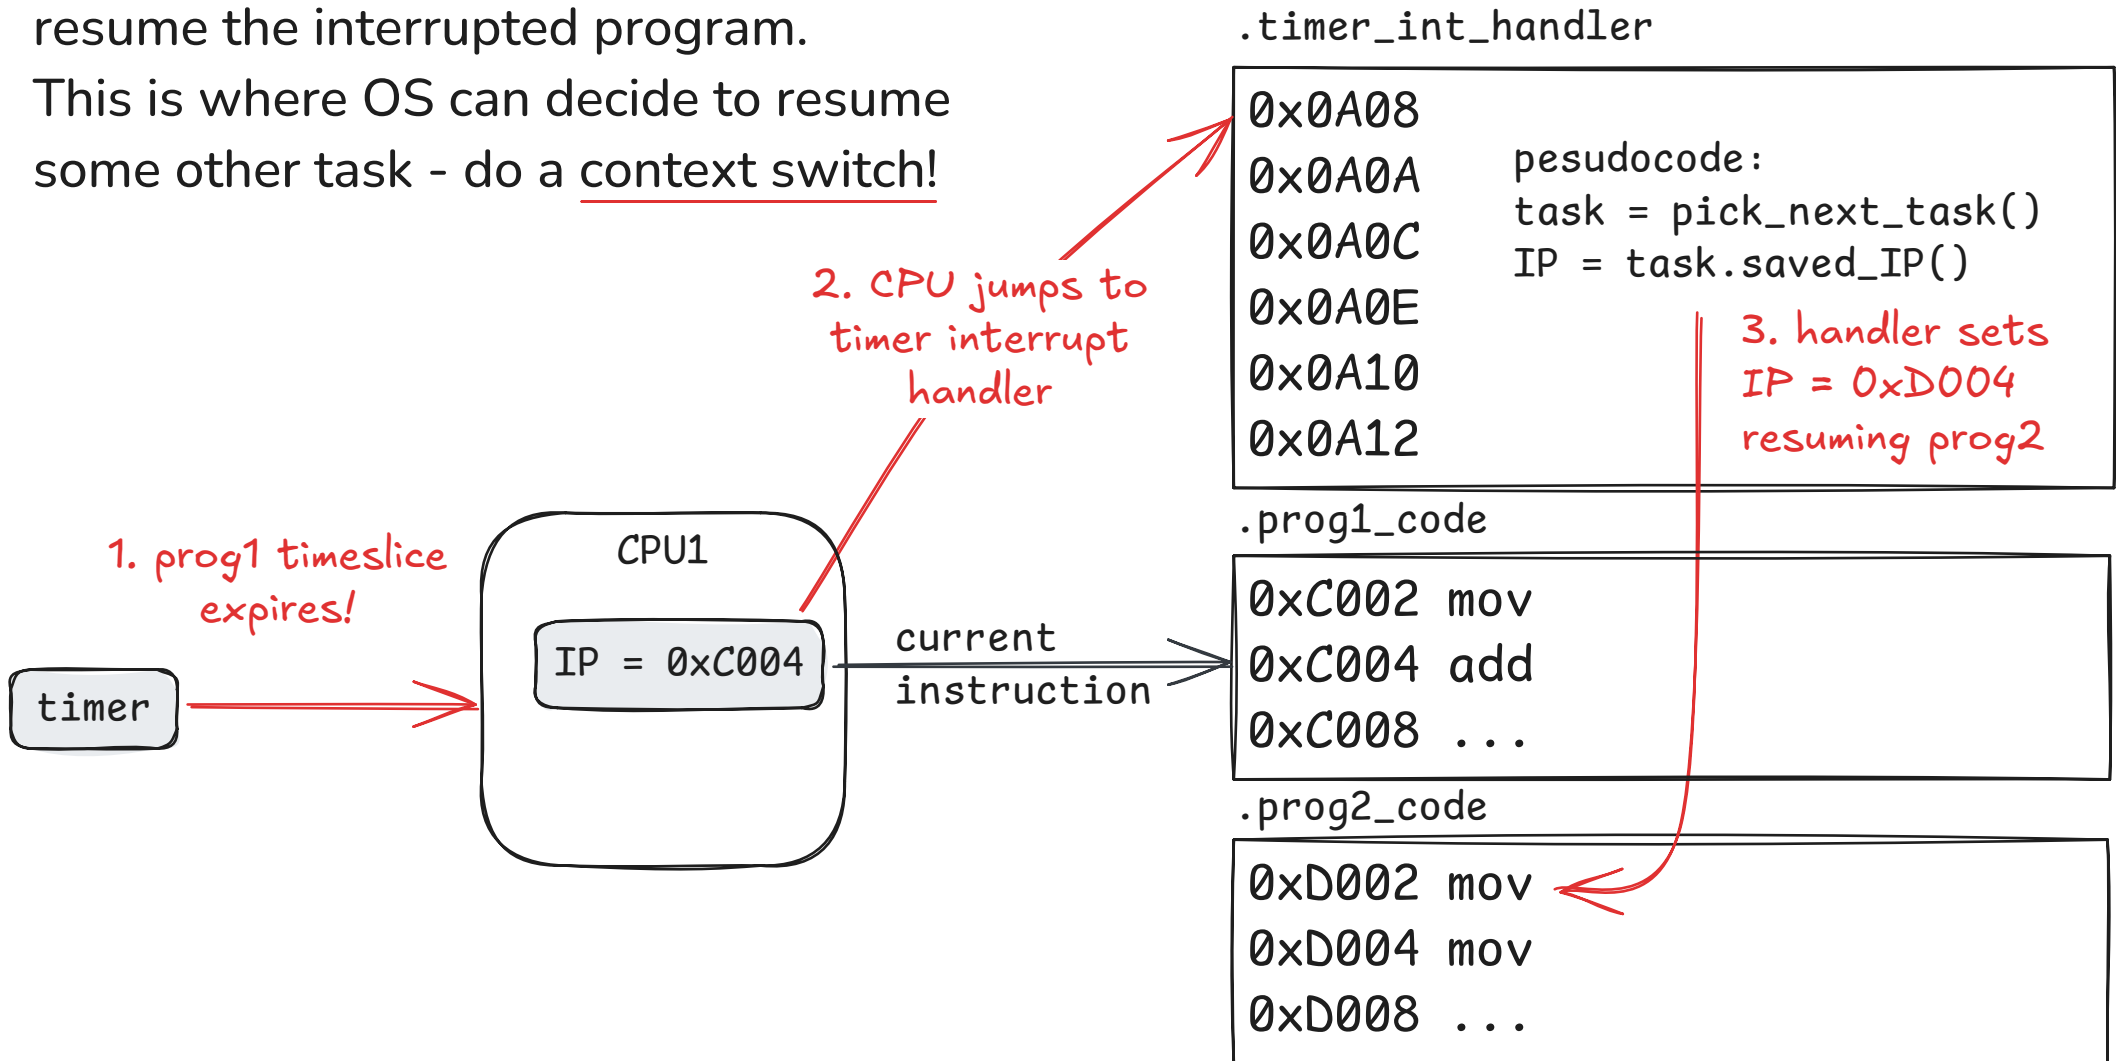 resume the interrupted program.
This is where OS can decide to resume
some other task - do a context switch!
2. CPU jumps to
timer interrupt
handler
1. prog1 timeslice
expires!
timer
CPU1
IP = 0xC004
current
instruction
.timer_int_handler
0x0A08
0x0A0A
0x0A0C
0x0A0E
0x0A10
0x0A12
pesudocode:
task = pick_next_task()
IP = task.saved_IP()
3. handler sets
IP = 0xD004
resuming prog2
.prog1_code
0xC002 mov
0xC004 add
0xC008 ...
.prog2_code
0xD002 mov
0xD004 mov
0xD008 ...